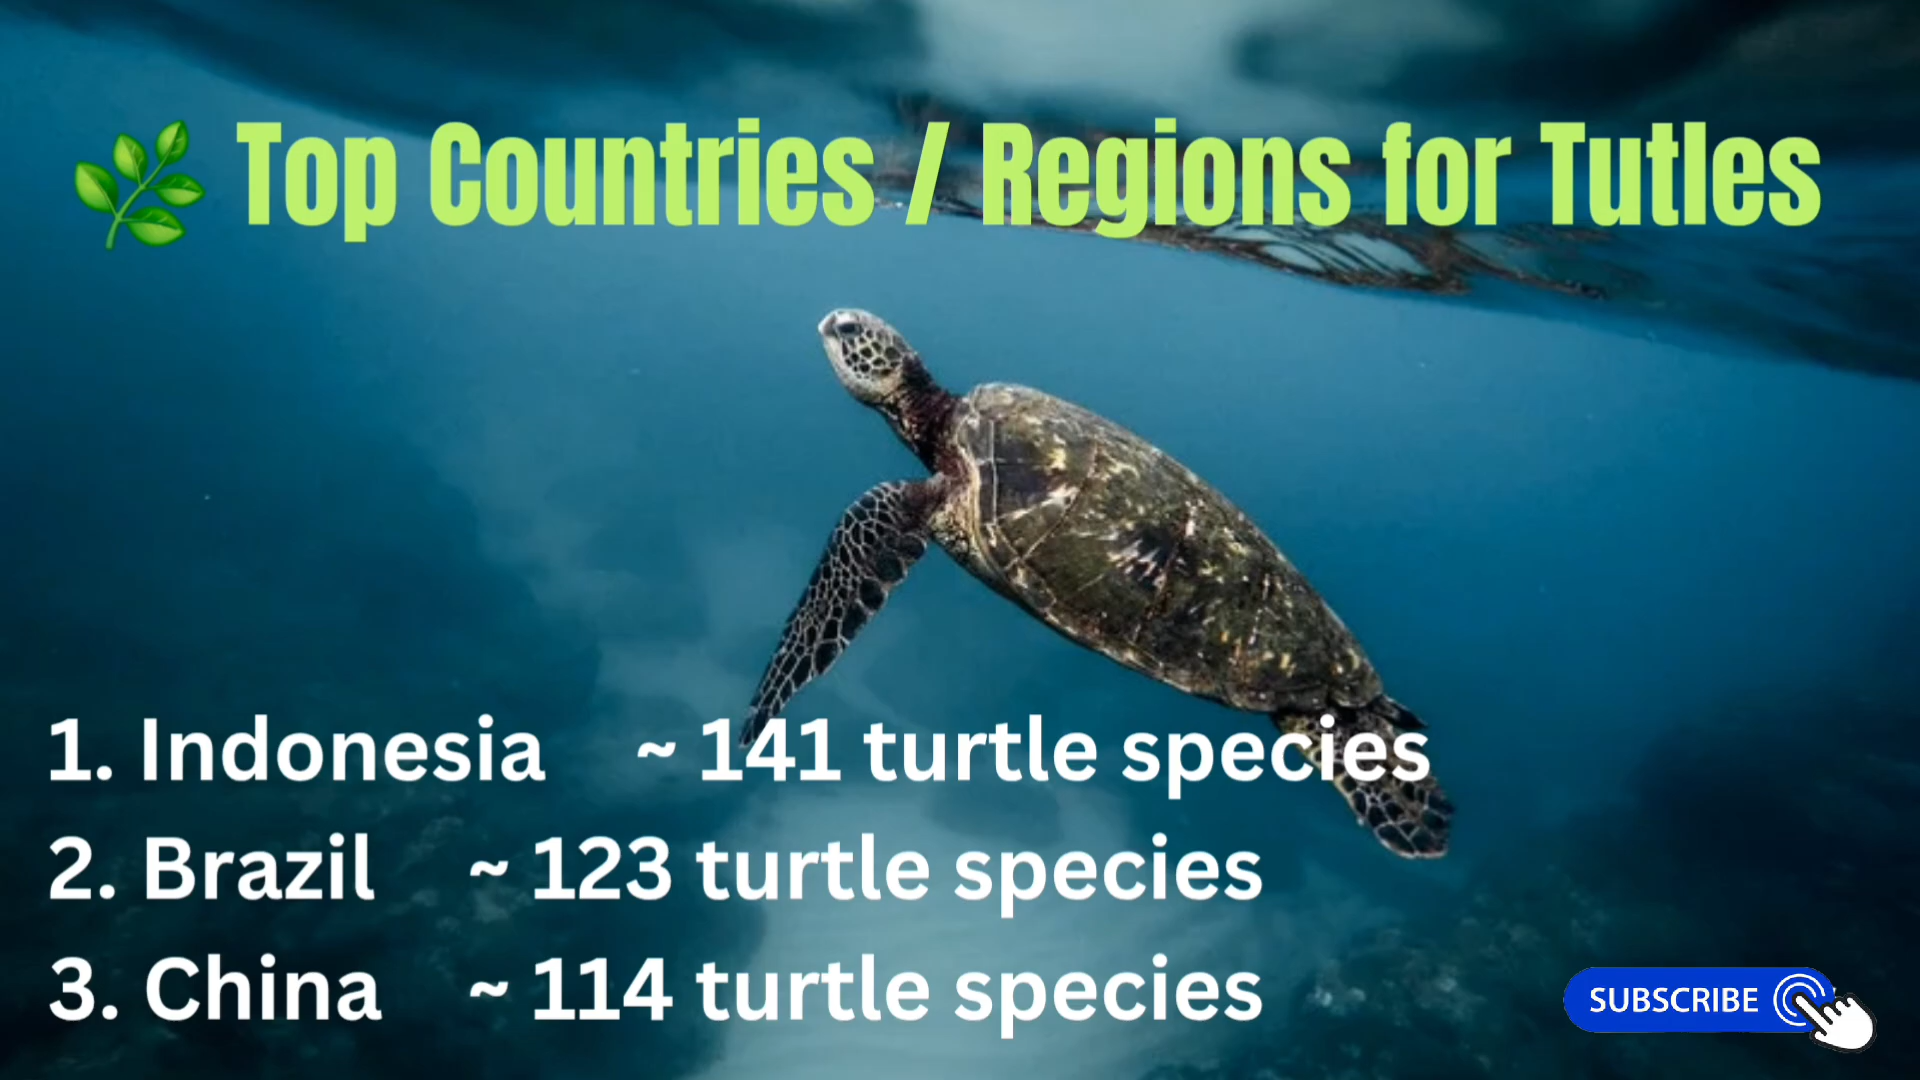 🌿 Top Countries / Regions for Tutles
1. Indonesia ~ 141 turtle species
2. Brazil ~ 123 turtle species
3. China ~ 114 turtle species
SUBSCRIBE